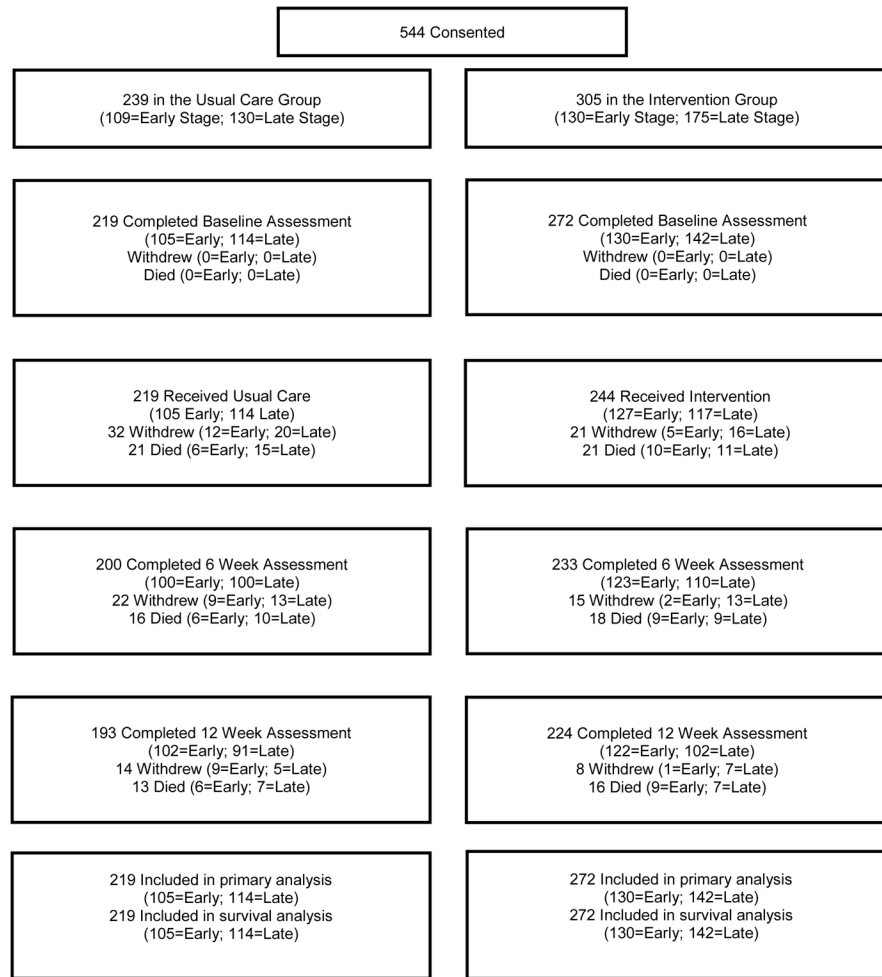 544 Consented
239 in the Usual Care Group
(109=Early Stage; 130=Late Stage)
305 in the Intervention Group
(130=Early Stage; 175=Late Stage)
219 Completed Baseline Assessment
(105=Early; 114=Late)
Withdrew (0=Early; 0=Late)
Died (0=Early; 0=Late)
272 Completed Baseline Assessment
(130=Early; 142=Late)
Withdrew (0=Early; 0=Late)
Died (0=Early; 0=Late)
219 Received Usual Care
(105 Early; 114 Late)
32 Withdrew (12=Early; 20=Late)
21 Died (6=Early; 15=Late)
244 Received Intervention
(127=Early; 117=Late)
21 Withdrew (5=Early; 16=Late)
21 Died (10=Early; 11=Late)
200 Completed 6 Week Assessment
(100=Early; 100=Late)
22 Withdrew (9=Early; 13=Late)
16 Died (6=Early; 10=Late)
233 Completed 6 Week Assessment
(123=Early; 110=Late)
15 Withdrew (2=Early; 13=Late)
18 Died (9=Early; 9=Late)
193 Completed 12 Week Assessment
(102=Early; 91=Late)
14 Withdrew (9=Early; 5=Late)
13 Died (6=Early; 7=Late)
224 Completed 12 Week Assessment
(122=Early; 102=Late)
8 Withdrew (1=Early; 7=Late)
16 Died (9=Early; 7=Late)
219 Included in primary analysis
(105=Early; 114=Late)
219 Included in survival analysis
(105=Early; 114=Late)
272 Included in primary analysis
(130=Early; 142=Late)
272 Included in survival analysis
(130=Early; 142=Late)